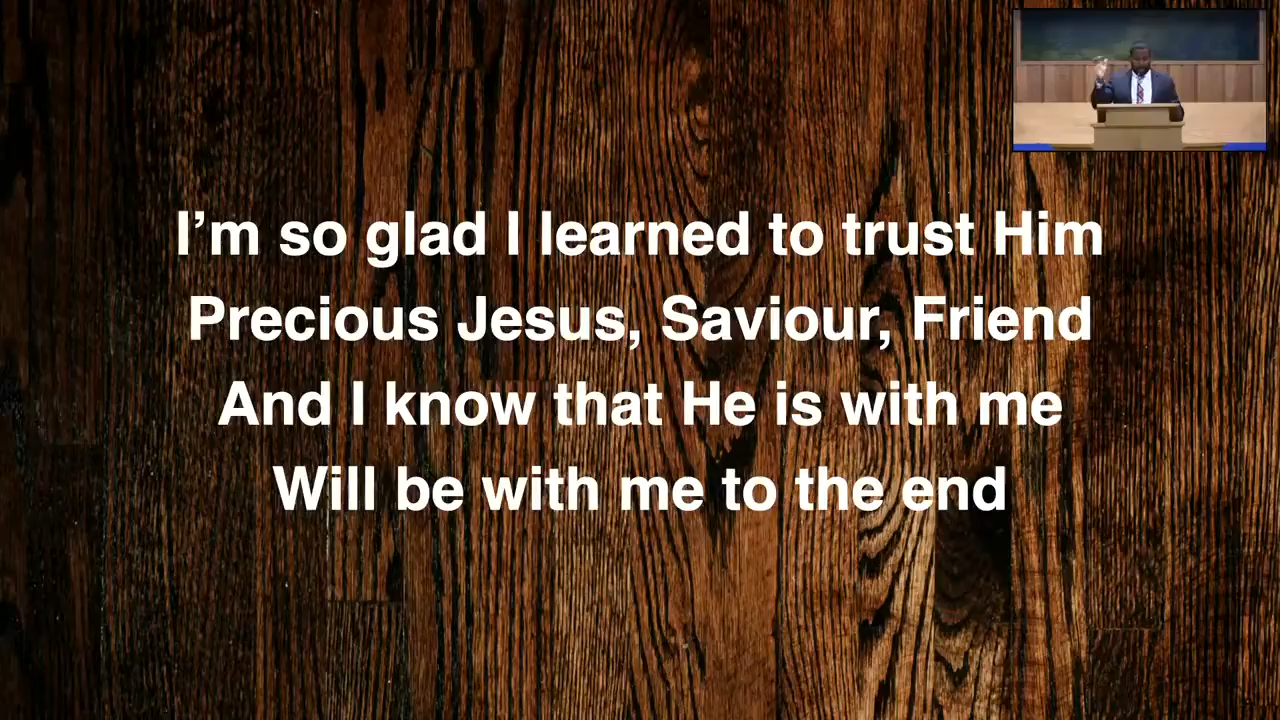 I’m so glad I learned to trust Him
Precious Jesus, Saviour, Friend
And I know that He is with me
Will be with me to the end